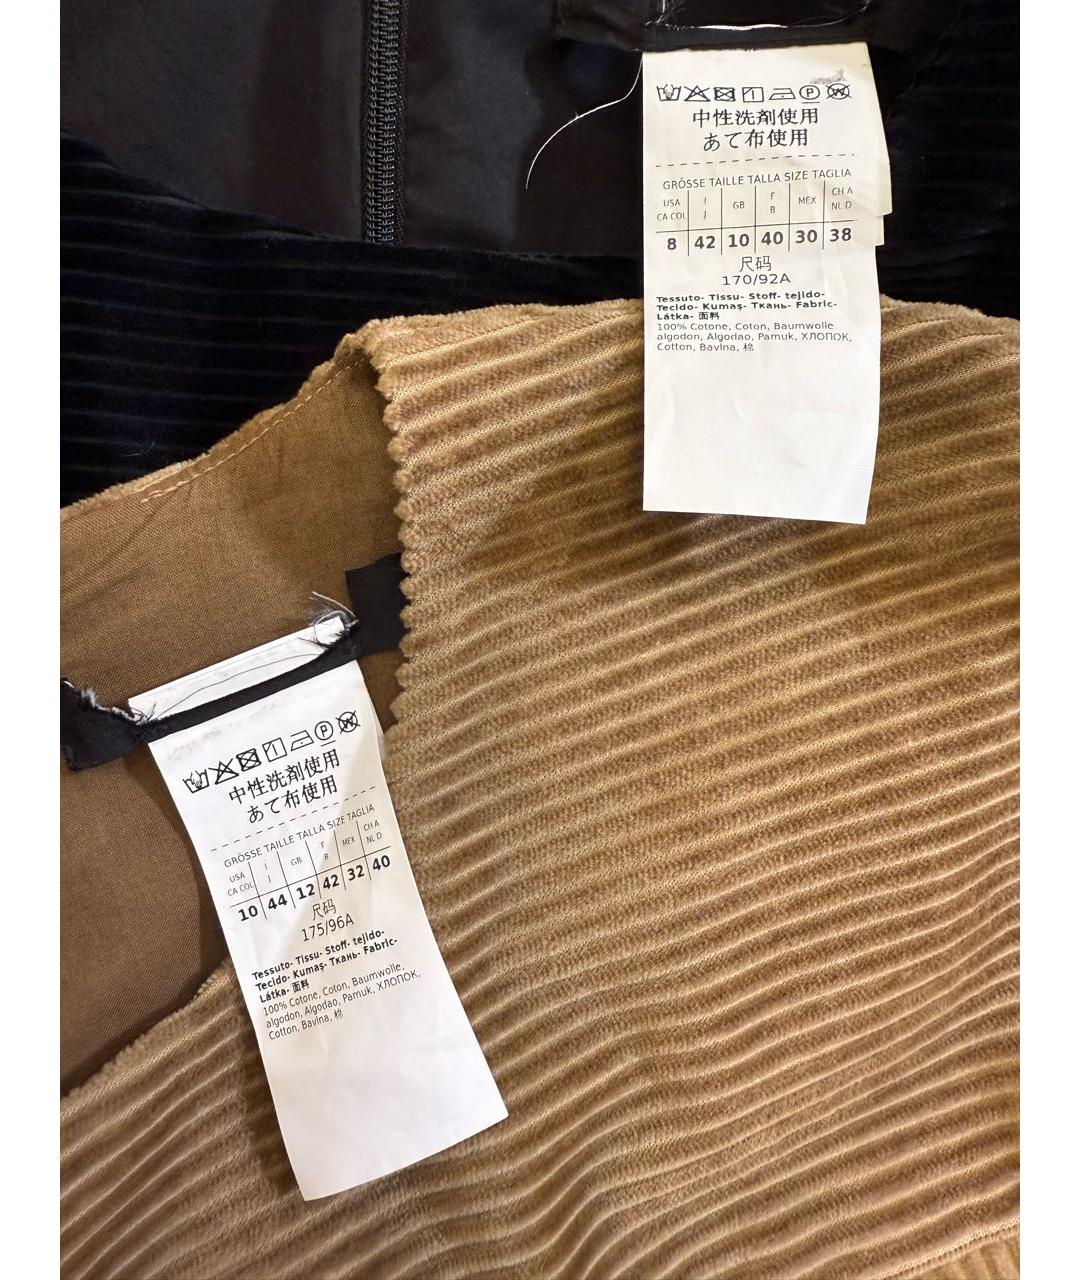 中性洗剤使用
あて布使用
GRÖSSE TAILLE TALLA SIZE TAGLIA
USA I GB F MEX CH A
CA COL J B NL D
8 42 10 40 30 38
尺码
170/92A
Tessuto- Tissu- Stoff- tejido-
Tecido- Kumaş- Ткань- Fabric-
Látka- 面料
100% Cotone, Coton, Baumwolle
algodon, Algodao, Pamuk, ХЛОПОК,
Cotton, Bavlna, 棉
中性洗剤使用
あて布使用
GRÖSSE TAILLE TALLA SIZE TAGLIA
USA I GB F MEX CH A
CA COL J B NL D
10 44 12 42 32 40
尺码
175/96A
Tessuto- Tissu- Stoff- tejido-
Tecido- Kumaş- Ткань- Fabric-
Látka- 面料
100% Cotone, Coton, Baumwolle,
algodon, Algodao, Pamuk, ХЛОПОК,
Cotton, Bavlna, 棉